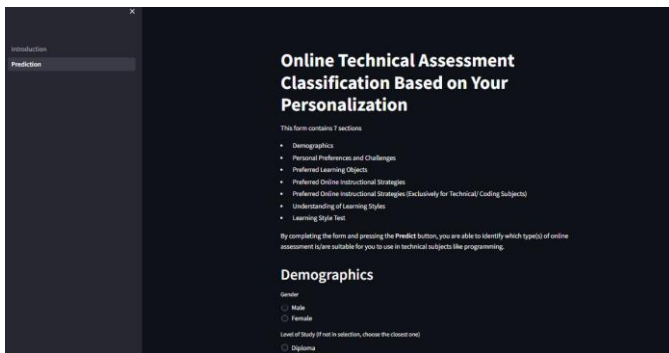 ×
Introduction
Prediction
Online Technical Assessment
Classification Based on Your
Personalization
This form contains 7 sections
• Demographics
• Personal Preferences and Challenges
• Preferred Learning Objects
• Preferred Online Instructional Strategies
• Preferred Online Instructional Strategies (Exclusively for Technical/ Coding Subjects)
• Understanding of Learning Styles
• Learning Style Test
By completing the form and pressing the Predict button, you are able to identify which type(s) of online
assessment is/are suitable for you to use in technical subjects like programming.
Demographics
Gender
Male
Female
Level of Study (If not in selection, choose the closest one)
Diploma